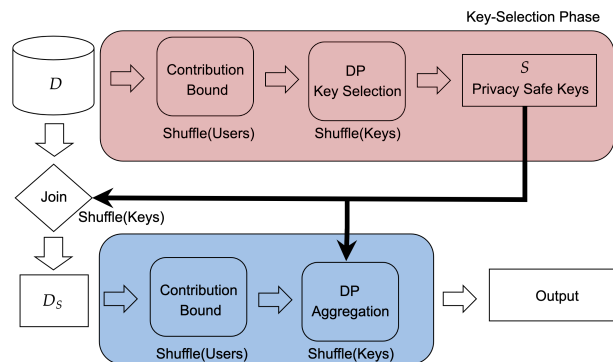 Key-Selection Phase
D
Contribution
Bound
Shuffle(Users)
DP
Key Selection
Shuffle(Keys)
S
Privacy Safe Keys
Join
Shuffle(Keys)
D_S
Contribution
Bound
Shuffle(Users)
DP
Aggregation
Shuffle(Keys)
Output